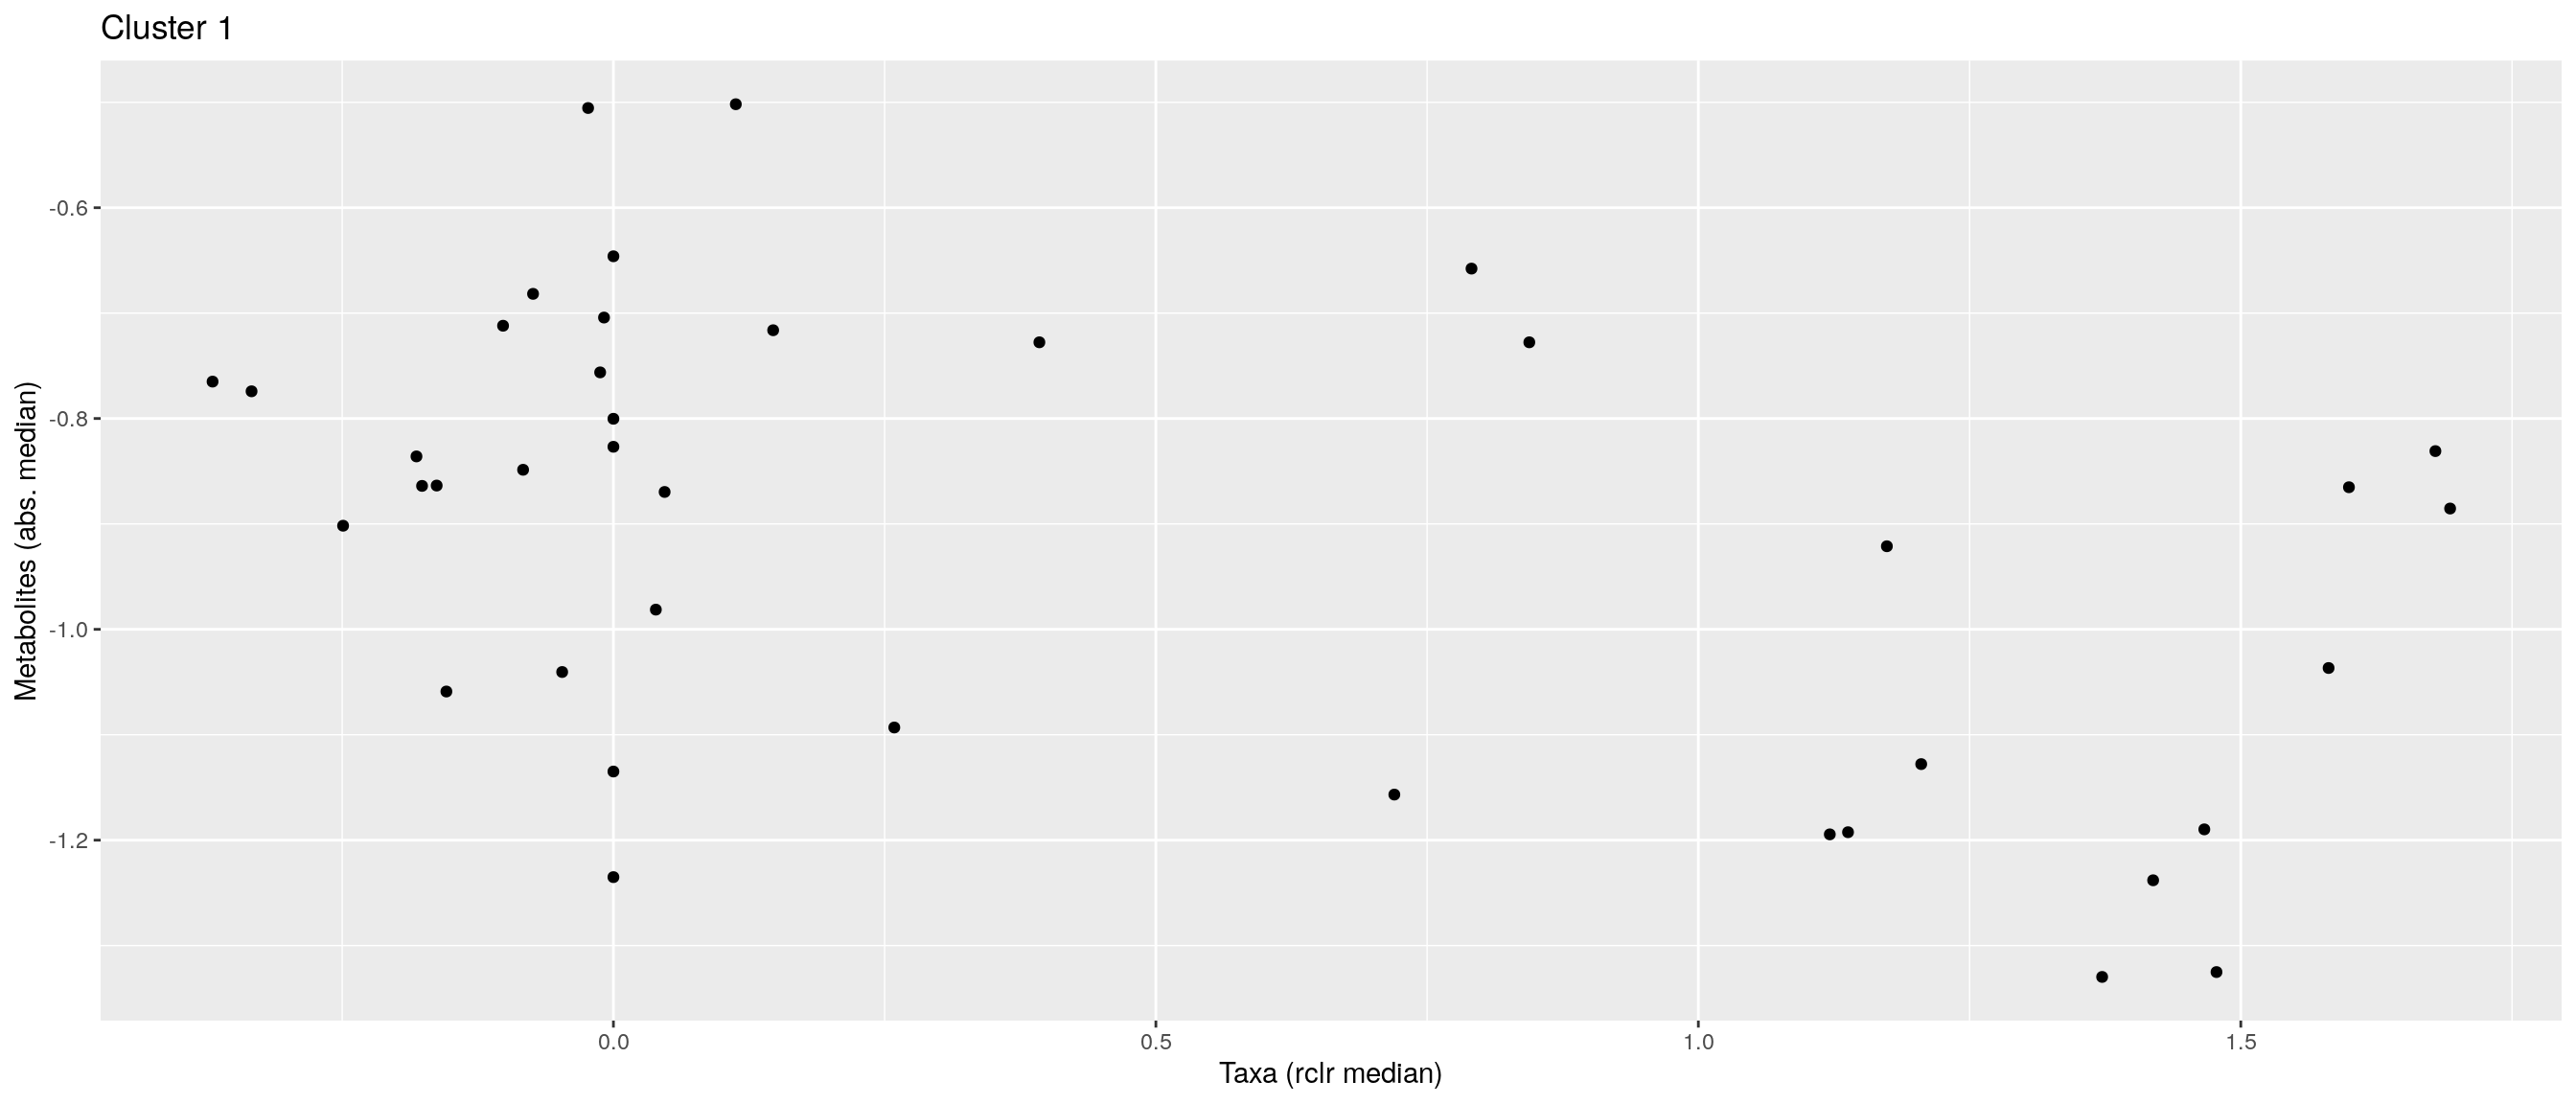 Cluster 1
Metabolites (abs. median)
-0.6
-0.8
-1.0
-1.2
0.0 0.5 1.0 1.5
Taxa (rclr median)